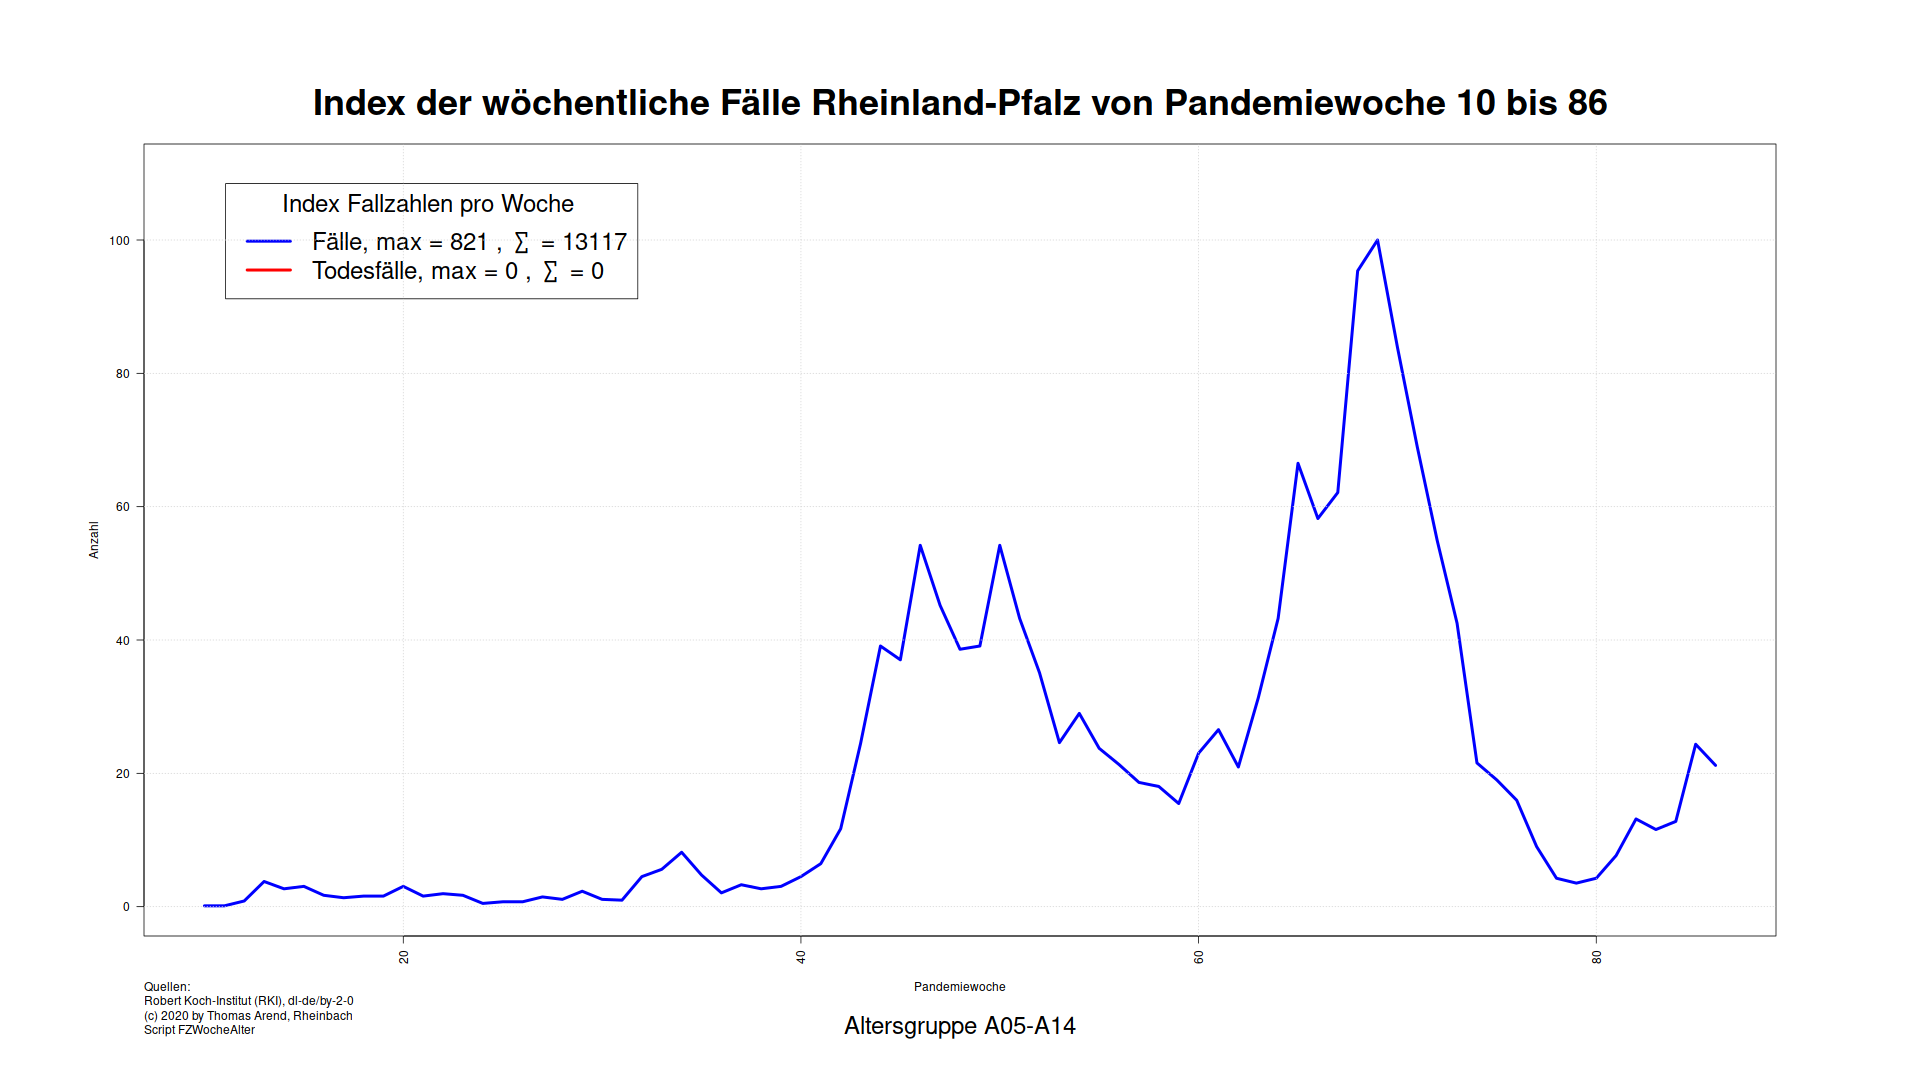 Index der wöchentliche Fälle Rheinland-Pfalz von Pandemiewoche 10 bis 86
Index Fallzahlen pro Woche
Fälle, max = 821 , ∑ = 13117
Todesfälle, max = 0 , ∑ = 0
100
80
60
40
20
0
Anzahl
20
40
60
80
Pandemiewoche
Quellen:
Robert Koch-Institut (RKI), dl-de/by-2-0
(c) 2020 by Thomas Arend, Rheinbach
Script FZWocheAlter
Altersgruppe A05-A14